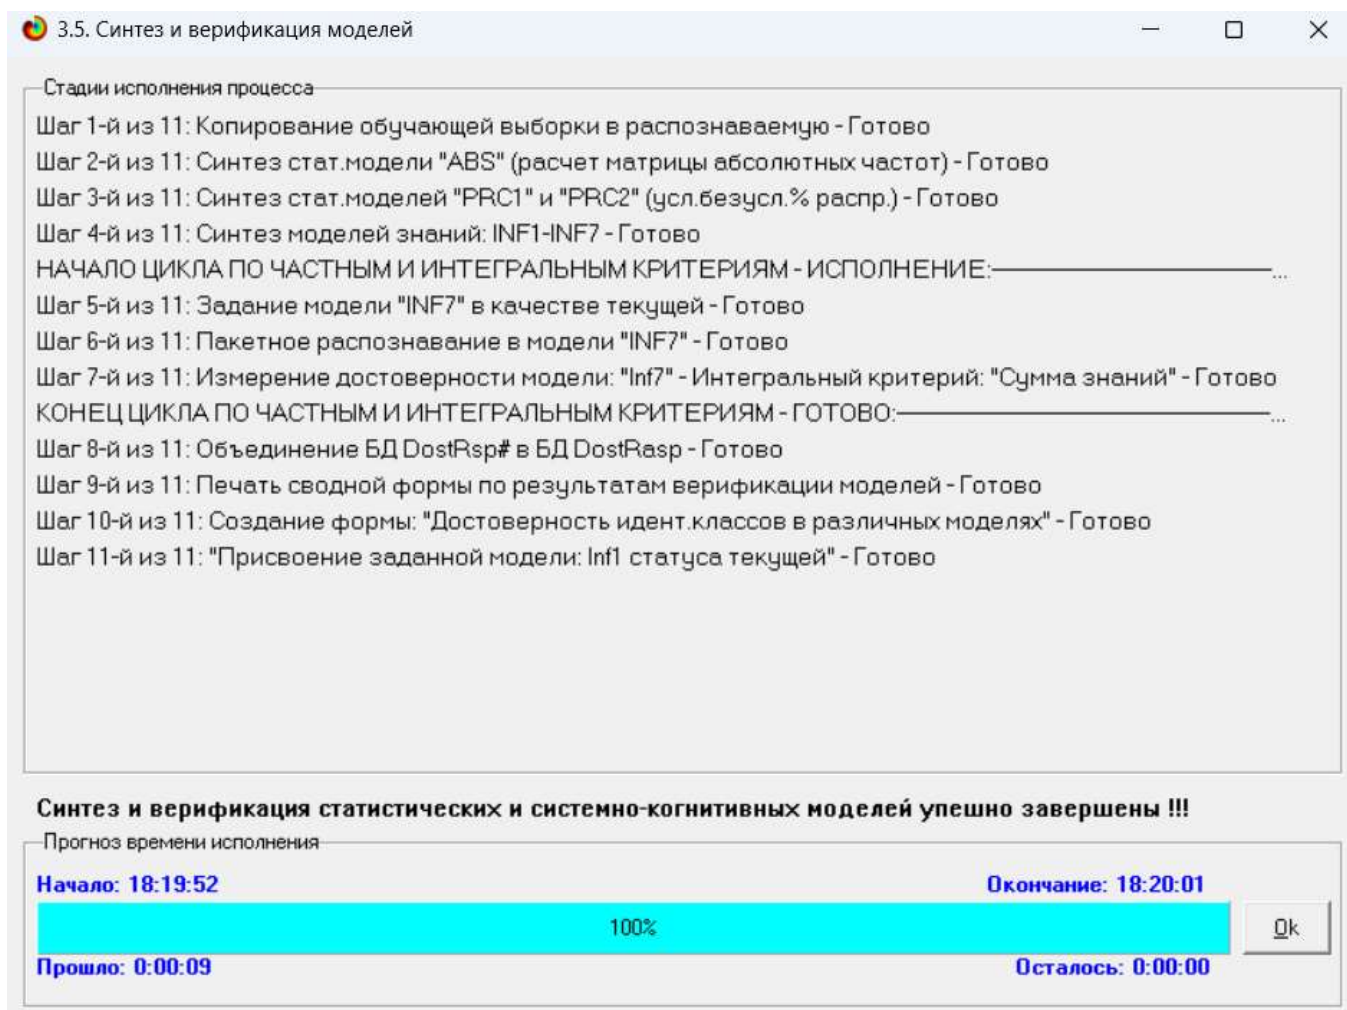 3.5. Синтез и верификация моделей
Стадии исполнения процесса
Шаг 1-й из 11: Копирование обучающей выборки в распознаваемую - Готово
Шаг 2-й из 11: Синтез стат.модели "ABS" (расчет матрицы абсолютных частот) - Готово
Шаг 3-й из 11: Синтез стат.моделей "PRC1" и "PRC2" (усл.безусл.% распр.) - Готово
Шаг 4-й из 11: Синтез моделей знаний: INF1-INF7 - Готово
НАЧАЛО ЦИКЛА ПО ЧАСТНЫМ И ИНТЕГРАЛЬНЫМ КРИТЕРИЯМ - ИСПОЛНЕНИЕ:──────────...
Шаг 5-й из 11: Задание модели "INF7" в качестве текущей - Готово
Шаг 6-й из 11: Пакетное распознавание в модели "INF7" - Готово
Шаг 7-й из 11: Измерение достоверности модели: "Inf7" - Интегральный критерий: "Сумма знаний" - Готово
КОНЕЦ ЦИКЛА ПО ЧАСТНЫМ И ИНТЕГРАЛЬНЫМ КРИТЕРИЯМ - ГОТОВО:──────────...
Шаг 8-й из 11: Объединение БД DostRsp# в БД DostRasp - Готово
Шаг 9-й из 11: Печать сводной формы по результатам верификации моделей - Готово
Шаг 10-й из 11: Создание формы: "Достоверность идент.классов в различных моделях" - Готово
Шаг 11-й из 11: "Присвоение заданной модели: Inf1 статуса текущей" - Готово
Синтез и верификация статистических и системно-когнитивных моделей упешно завершены !!!
Прогноз времени исполнения
Начало: 18:19:52 Окончание: 18:20:01
100% Ok
Прошло: 0:00:09 Осталось: 0:00:00